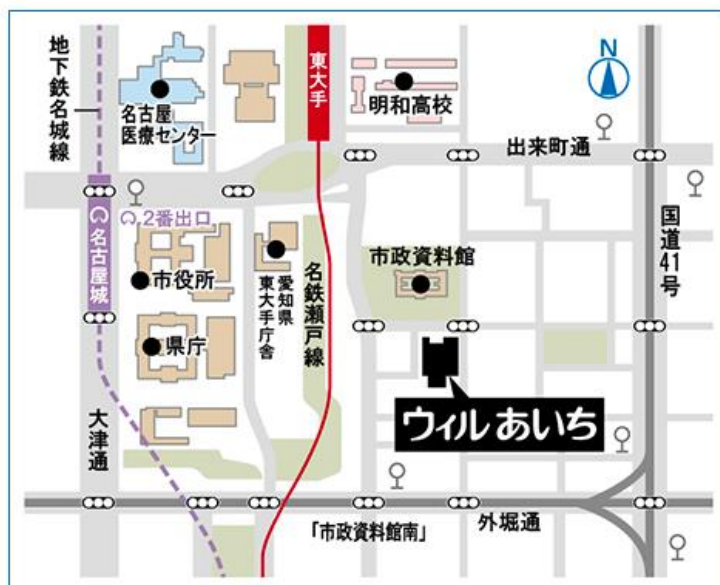 地下鉄名城線
名古屋
医療センター
東大手
明和高校
N
出来町通
国道41号
2番出口
名古屋城
市役所
愛知県
東大手庁舎
名鉄瀬戸線
市政資料館
県庁
ウィルあいち
大津通
「市政資料館南」
外堀通